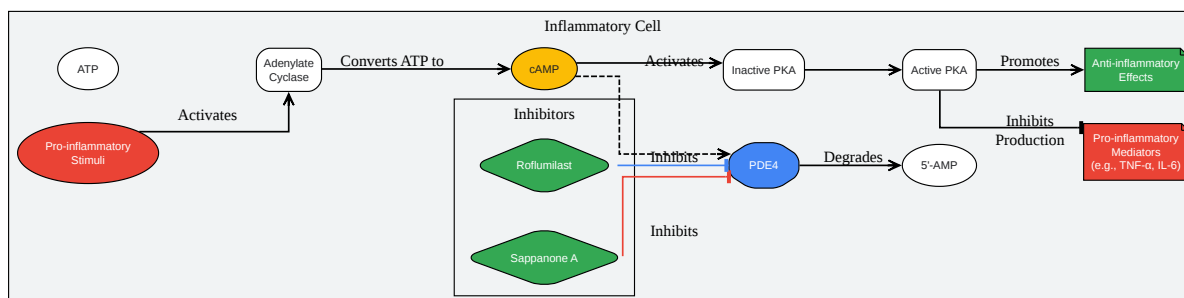 Inflammatory Cell
ATP
Adenylate
Cyclase
Converts ATP to
cAMP
Activates
Inactive PKA
Active PKA
Promotes
Anti-inflammatory
Effects
Pro-inflammatory
Stimuli
Activates
Inhibitors
Roflumilast
Inhibits
PDE4
Degrades
5'-AMP
Inhibits
Production
Pro-inflammatory
Mediators
(e.g., TNF-α, IL-6)
Sappanone A
Inhibits